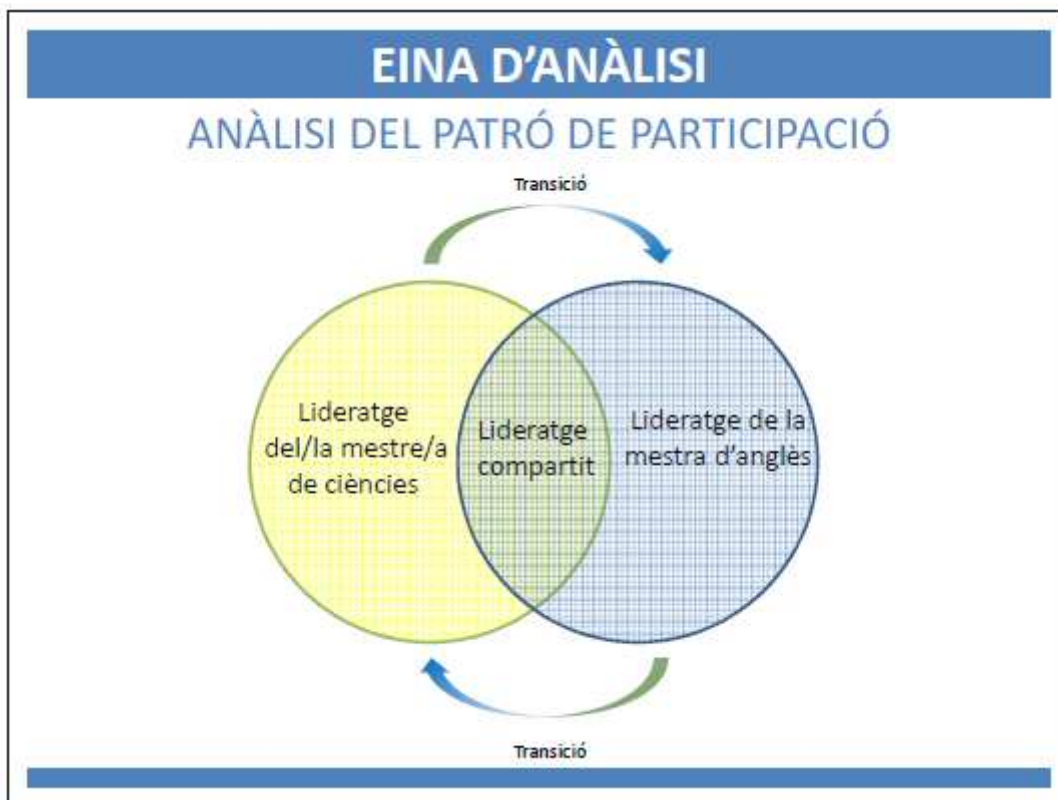 EINA D'ANÀLISI
ANÀLISI DEL PATRÓ DE PARTICIPACIÓ
Transició
Lideratge
del/la mestre/a
de ciències
Lideratge
compartit
Lideratge de la
mestra d'anglès
Transició